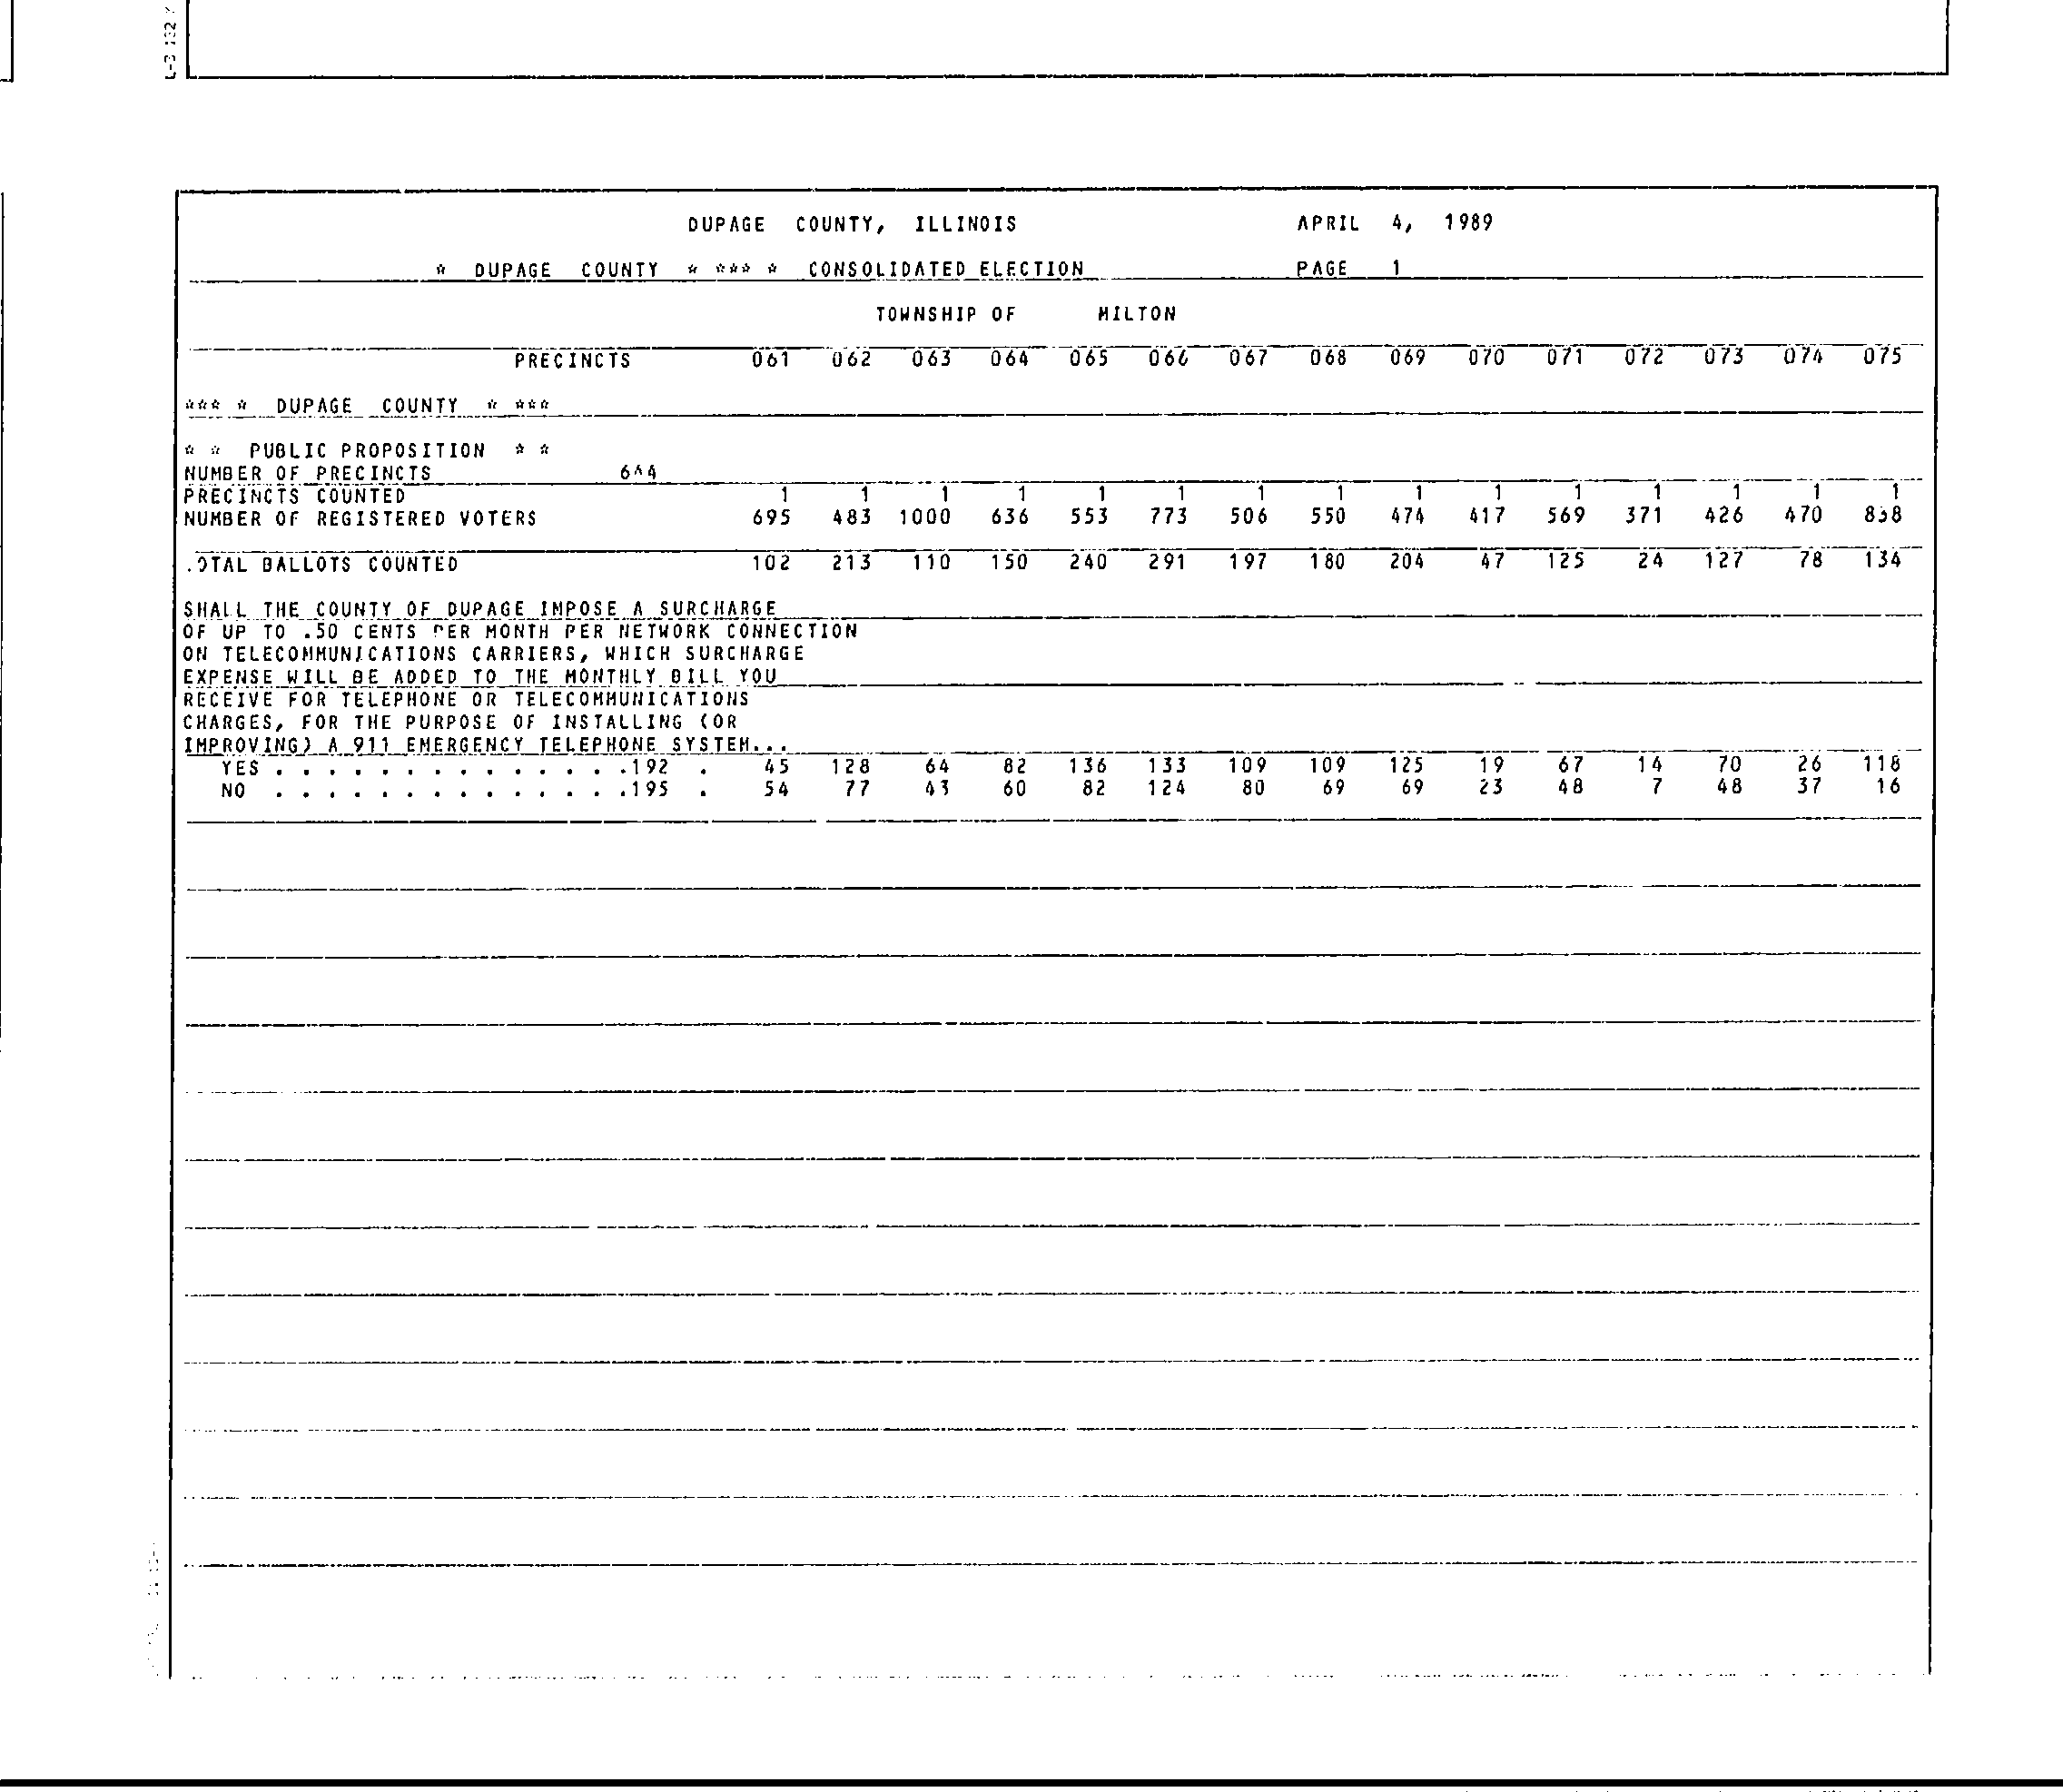 DUPAGE COUNTY, ILLINOIS APRIL 4, 1989
* DUPAGE COUNTY * *** * CONSOLIDATED ELECTION PAGE 1
TOWNSHIP OF MILTON
PRECINCTS 061 062 063 064 065 066 067 068 069 070 071 072 073 074 075
*** * DUPAGE COUNTY * ***
* * PUBLIC PROPOSITION * *
NUMBER OF PRECINCTS
PRECINCTS COUNTED 1 1 1 1 1 1 1 1 1 1 1 1 1 1 1
NUMBER OF REGISTERED VOTERS 695 483 1000 636 553 773 506 550 474 417 569 371 426 470
.OTAL BALLOTS COUNTED 102 213 110 150 240 291 197 180 204 47 125 24 127 78 134
SHALL THE COUNTY OF DUPAGE IMPOSE A SURCHARGE
OF UP TO .50 CENTS PER MONTH PER NETWORK CONNECTION
ON TELECOMMUNICATIONS CARRIERS, WHICH SURCHARGE
EXPENSE WILL BE ADDED TO THE MONTHLY BILL YOU
RECEIVE FOR TELEPHONE OR TELECOMMUNICATIONS
CHARGES, FOR THE PURPOSE OF INSTALLING (OR
IMPROVING) A 911 EMERGENCY TELEPHONE SYSTEM...
YES . . . . . . . . . . . . . .192 . 45 128 64 82 136 133 109 109 125 19 67 14 70 26 118
NO . . . . . . . . . . . . . .195 . 54 77 43 60 82 124 80 69 69 23 48 7 48 37 16